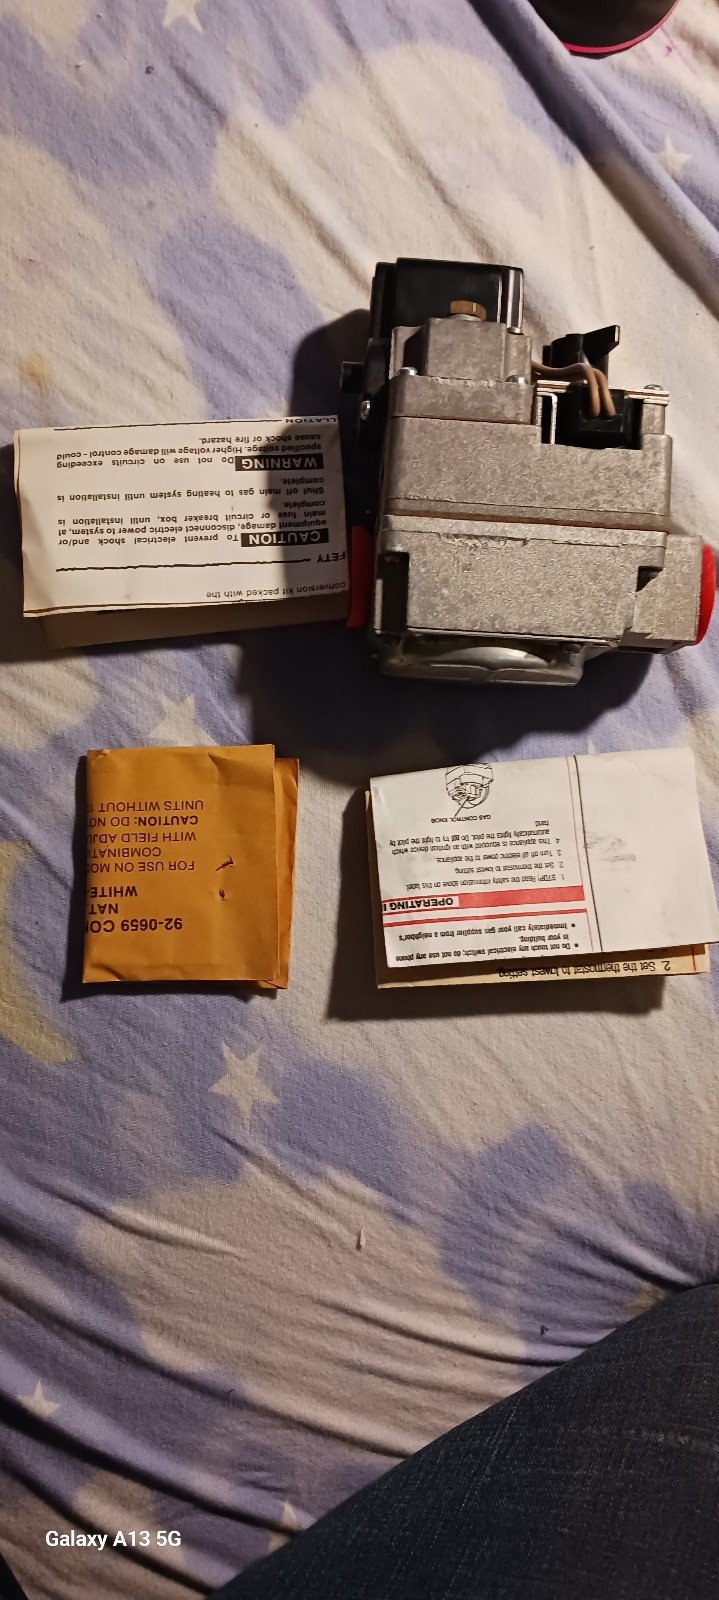 conversion kit packed with the
FETY
CAUTION To prevent electrical shock and/or
equipment damage, disconnect electric power to system, at
main fuse or circuit breaker box, until installation is
complete.
Shut off main gas to heating system until installation is
complete.
WARNING Do not use on circuits exceeding
specified voltage. Higher voltage will damage control – could
cause shock or fire hazard.
LLATION
92-0659 CO
NAT
WHITE-
FOR USE ON MO
COMBINATI
WITH FIELD ADJU
CAUTION: DO NO
UNITS WITHOUT
2. Set the thermostat to lowest setting
• Do not touch any electrical switch; do not use any phone
in your building.
• Immediately call your gas supplier from a neighbor's
OPERATING I
1. STOP! Read the safety information above on this label.
2. Set the thermostat to lowest setting.
3. Turn off all electric power to the appliance.
4. This appliance is equipped with an ignition device which
automatically lights the pilot. Do not try to light the pilot by
hand.
GAS CONTROL KNOB
Galaxy A13 5G